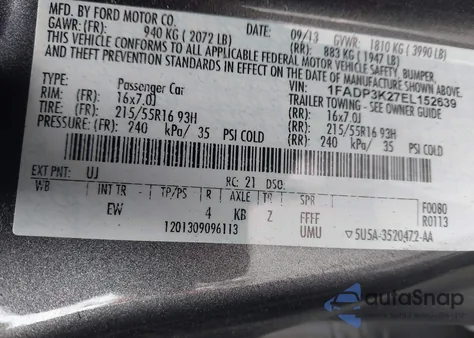 MFD. BY FORD MOTOR CO.
DATE: 09/13 GVWR: 1810 KG ( 3990 LB)
GAWR: (FR) 940 KG ( 2072 LB) (RR): 883 KG ( 1947 LB)
THIS VEHICLE CONFORMS TO ALL APPLICABLE FEDERAL MOTOR VEHICLE SAFETY, BUMPER,
AND THEFT PREVENTION STANDARDS IN EFFECT ON THE DATE OF MANUFACTURE SHOWN ABOVE.
VIN: 1FADP3K27EL152639
Passenger Car TRAILER TOWING - SEE OWNER GUIDE
RIM: (FR) 16x7.0J (RR): 16x7.0J
TIRE: (FR) 215/55R16 93H (RR): 215/55R16 93H
PRESSURE: (FR) 240 kPa/ 35 PSI COLD (RR): 240 kPa/ 35 PSI COLD
EXT PNT: UJ RC: 21 DSO:
WB INT TR TP/PS R AXLE TR SPR
EW 4 KB Z FFFF F0080
1201309096113 UMU R0113
▽ 5U5A-3520472-AA
autoSnap